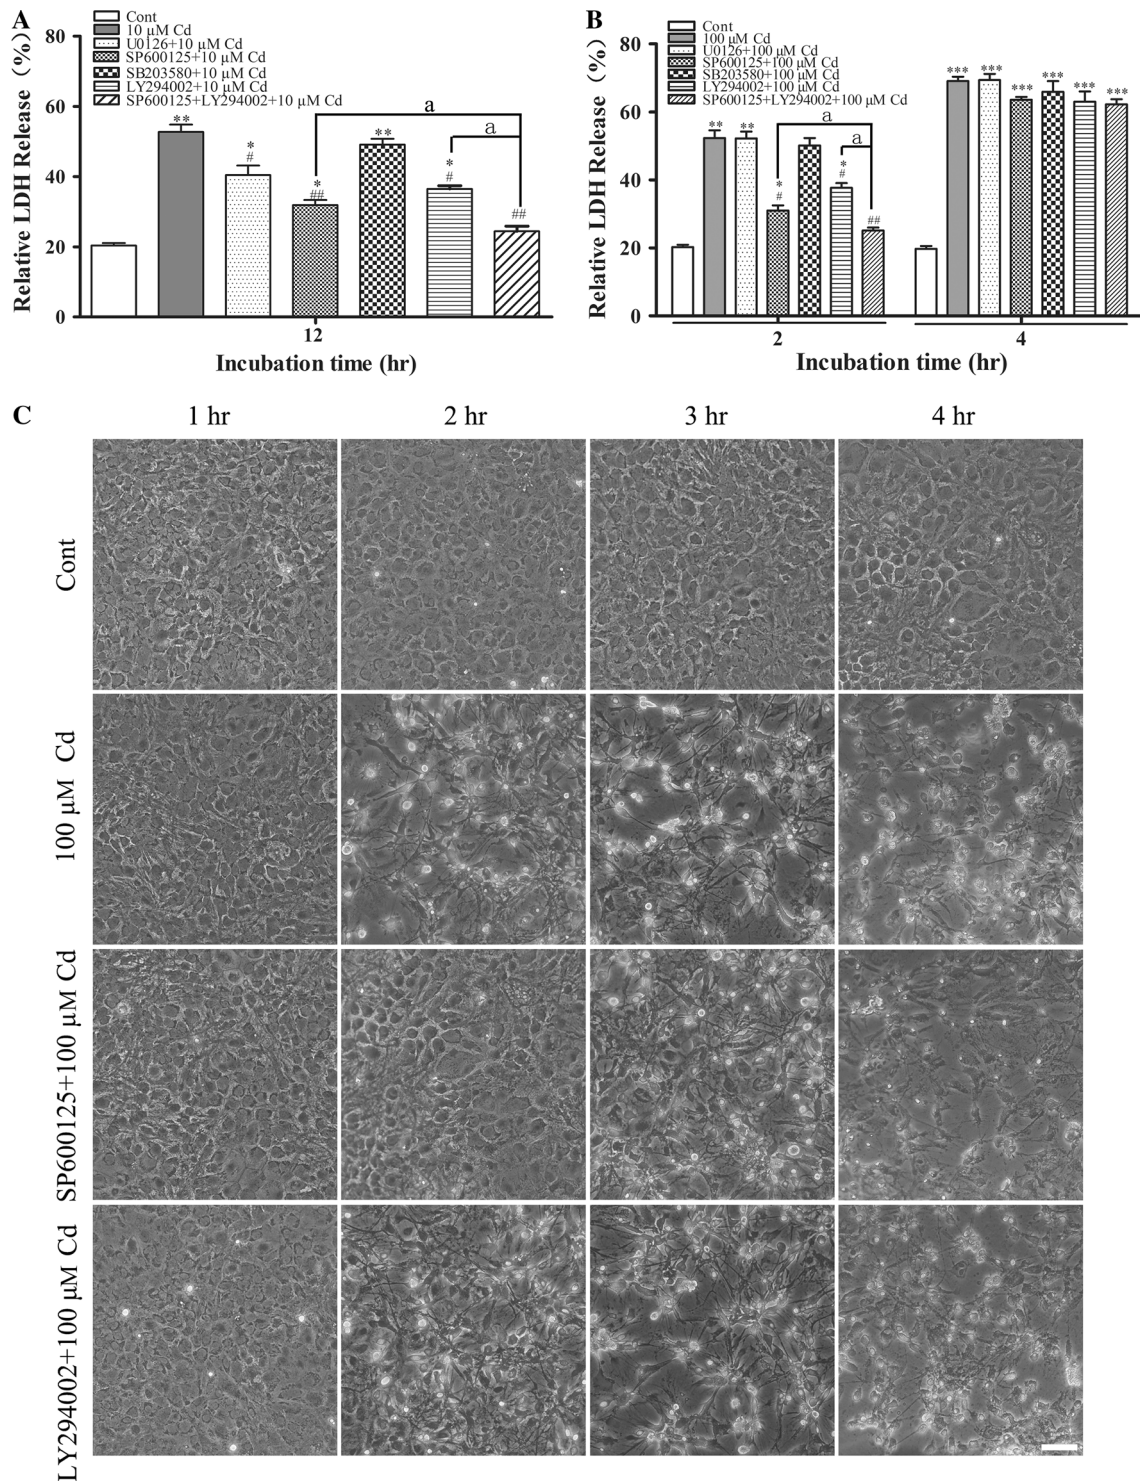 A
Cont
10 µM Cd
U0126+10 µM Cd
SP600125+10 µM Cd
SB203580+10 µM Cd
LY294002+10 µM Cd
SP600125+LY294002+10 µM Cd
Relative LDH Release (%)
80
60
40
20
0
**
*
#
*
##
**
*
#
##
a
a
12
Incubation time (hr)
B
Cont
100 µM Cd
U0126+100 µM Cd
SP600125+100 µM Cd
SB203580+100 µM Cd
LY294002+100 µM Cd
SP600125+LY294002+100 µM Cd
Relative LDH Release (%)
80
60
40
20
0
**
**
*
#
*
#
##
a
a
***
***
***
***
***
***
2
4
Incubation time (hr)
C
1 hr
2 hr
3 hr
4 hr
Cont
100 µM Cd
SP600125+100 µM Cd
LY294002+100 µM Cd